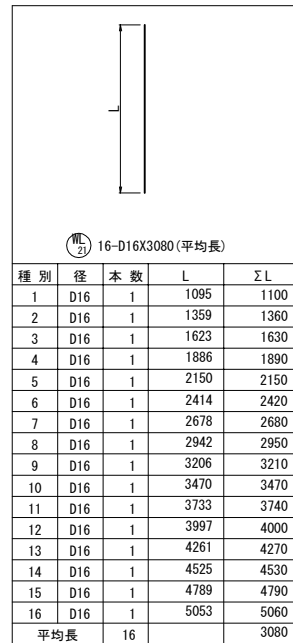 L
WL
21
16-D16X3080(平均長)
種 別 径 本 数 L ΣL
1 D16 1 1095 1100
2 D16 1 1359 1360
3 D16 1 1623 1630
4 D16 1 1886 1890
5 D16 1 2150 2150
6 D16 1 2414 2420
7 D16 1 2678 2680
8 D16 1 2942 2950
9 D16 1 3206 3210
10 D16 1 3470 3470
11 D16 1 3733 3740
12 D16 1 3997 4000
13 D16 1 4261 4270
14 D16 1 4525 4530
15 D16 1 4789 4790
16 D16 1 5053 5060
平均長 16 3080